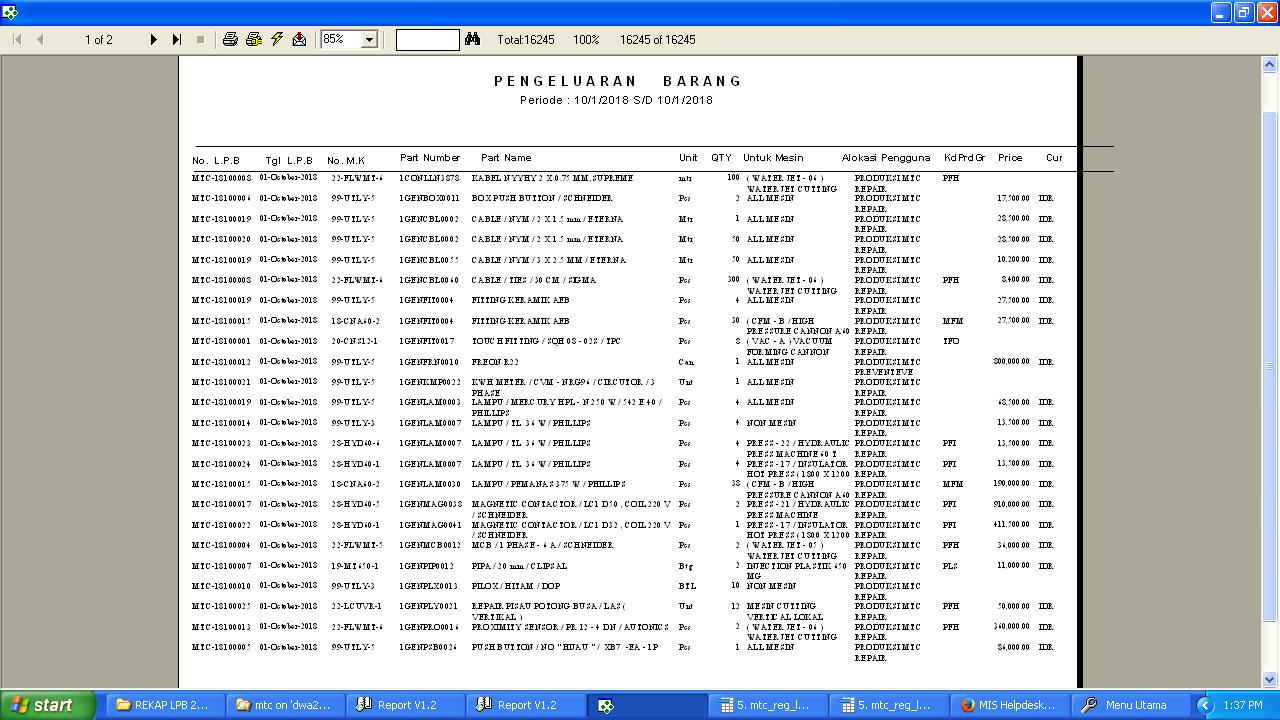 1 of 2 85% Total:16245 100% 16245 of 16245
PENGELUARAN BARANG
Periode : 10/1/2018 S/D 10/1/2018
No. L.P.B Tgl L.P.B No. M.K Part Number Part Name Unit QTY Untuk Mesin Alokasi Pengguna KdPrdGr Price Cur
MTC-18100008 01-October-2018 22-FLWMT-6 1CONLLN3878 KABEL NYYHY 2 X 0.75 MM, SUPREME mtr 100 ( WATER JET - 06 ) PRODUKSI MTC PFH
WATER JET CUTTING REPAIR
MTC-18100006 01-October-2018 99-UTLY-5 1GENBOX0011 BOX PUSH BUTTON / SCHNEIDER Pcs 2 ALL MESIN PRODUKSI MTC 17,500.00 IDR
REPAIR
MTC-18100019 01-October-2018 99-UTLY-5 1GENCBL0002 CABLE / NYM / 2 X 1.5 mm / ETERNA Mtr 1 ALL MESIN PRODUKSI MTC 28,500.00 IDR
REPAIR
MTC-18100020 01-October-2018 99-UTLY-5 1GENCBL0002 CABLE / NYM / 2 X 1.5 mm / ETERNA Mtr 50 ALL MESIN PRODUKSI MTC 28,500.00 IDR
REPAIR
MTC-18100019 01-October-2018 99-UTLY-5 1GENCBL0055 CABLE / NYM / 3 X 2.5 MM / ETERNA Mtr 50 ALL MESIN PRODUKSI MTC 10,200.00 IDR
REPAIR
MTC-18100008 01-October-2018 22-FLWMT-6 1GENCBL0060 CABLE / TIES / 30 CM / SIGMA Pcs 300 ( WATER JET - 06 ) PRODUKSI MTC PFH 8,400.00 IDR
WATER JET CUTTING REPAIR
MTC-18100019 01-October-2018 99-UTLY-5 1GENFIT0004 FITTING KERAMIK AEB Pcs 4 ALL MESIN PRODUKSI MTC 27,500.00 IDR
REPAIR
MTC-18100015 01-October-2018 18-CNA60-2 1GENFIT0004 FITTING KERAMIK AEB Pcs 30 ( CFM - B / HIGH PRODUKSI MTC MFM 27,500.00 IDR
PRESSURE CANNON A60 REPAIR
MTC-18100001 01-October-2018 20-CNS12-1 1GENFIT0017 TOUCH FITTING / SQH 08 - 02S / TPC Pcs 8 ( VAC - A ) VACUUM PRODUKSI MTC TFO
FORMING CANNON REPAIR
MTC-18100012 01-October-2018 99-UTLY-5 1GENFRN0010 FREON R22 Can 1 ALL MESIN PRODUKSI MTC 800,000.00 IDR
PREVENTEVE
MTC-18100021 01-October-2018 99-UTLY-5 1GENKMP0022 KWH METER / CVM - NRG96 / CIRCUTOR / 3 Unit 1 ALL MESIN PRODUKSI MTC
PHASE REPAIR
MTC-18100019 01-October-2018 99-UTLY-5 1GENLAM0003 LAMPU / MERCURY HPL - N 250 W / 542 E 40 / Pcs 4 ALL MESIN PRODUKSI MTC 68,500.00 IDR
PHILLIPS REPAIR
MTC-18100014 01-October-2018 99-UTLY-3 1GENLAM0007 LAMPU / TL 36 W / PHILLIPS Pcs 4 NON MESIN PRODUKSI MTC 13,500.00 IDR
REPAIR
MTC-18100023 01-October-2018 28-HYD60-6 1GENLAM0007 LAMPU / TL 36 W / PHILLIPS Pcs 4 PRESS - 22 / HYDRAULIC PRODUKSI MTC PFI 13,500.00 IDR
PRESS MACHINE 60 T REPAIR
MTC-18100024 01-October-2018 28-HYD60-1 1GENLAM0007 LAMPU / TL 36 W / PHILLIPS Pcs 4 PRESS - 17 / INSULATOR PRODUKSI MTC PFI 13,500.00 IDR
HOT PRESS ( 1800 X 1200 REPAIR
MTC-18100015 01-October-2018 18-CNA60-2 1GENLAM0030 LAMPU / PEMANAS 375 W / PHILLIPS Pcs 38 ( CFM - B / HIGH PRODUKSI MTC MFM 190,000.00 IDR
PRESSURE CANNON A60 REPAIR
MTC-18100017 01-October-2018 28-HYD60-5 1GENMAG0038 MAGNETIC CONTACTOR / LC1 D50 , COIL 220 V Pcs 2 PRESS - 21 / HYDRAULIC PRODUKSI MTC PFI 910,000.00 IDR
/ SCHNEIDER PRESS MACHINE REPAIR
MTC-18100022 01-October-2018 28-HYD60-1 1GENMAG0041 MAGNETIC CONTACTOR / LC1 D32 , COIL 220 V Pcs 1 PRESS - 17 / INSULATOR PRODUKSI MTC PFI 411,500.00 IDR
/ SCHNEIDER HOT PRESS ( 1800 X 1200 REPAIR
MTC-18100004 01-October-2018 22-FLWMT-5 1GENMCB0012 MCB / 1 PHASE - 6 A / SCHNEIDER Pcs 2 ( WATER JET - 05 ) PRODUKSI MTC PFH 36,000.00 IDR
WATER JET CUTTING REPAIR
MTC-18100007 01-October-2018 19-MT650-1 1GENPIP0012 PIPA / 20 mm / CLIPSAL Btg 2 INJECTION PLASTIK 650 PRODUKSI MTC PLS 11,000.00 IDR
MG REPAIR
MTC-18100010 01-October-2018 99-UTLY-3 1GENPLX0013 PILOX / HITAM / DOP BTL 10 NON MESIN PRODUKSI MTC
REPAIR
MTC-18100025 01-October-2018 22-LCUVR-1 1GENPLY0021 REPAIR PISAU POTONG BUSA / LAS ( Unit 12 MESIN CUTTING PRODUKSI MTC PFH 50,000.00 IDR
VERTIKAL ) VERTICAL LOKAL REPAIR
MTC-18100013 01-October-2018 22-FLWMT-6 1GENPRO0016 PROXIMITY SENSOR / PR 12 - 4 DN / AUTONICS Pcs 2 ( WATER JET - 06 ) PRODUKSI MTC PFH 360,000.00 IDR
WATER JET CUTTING REPAIR
MTC-18100005 01-October-2018 99-UTLY-5 1GENPSB0026 PUSH BUTTON / NO "HIJAU " / XB7 -EA - 1P Pcs 1 ALL MESIN PRODUKSI MTC 86,000.00 IDR
REPAIR
start REKAP LPB 2... mtc on 'dwa2... Report V1.2 Report V1.2 5. mtc_reg_l... 5. mtc_reg_l... MIS Helpdesk... Menu Utama 1:37 PM